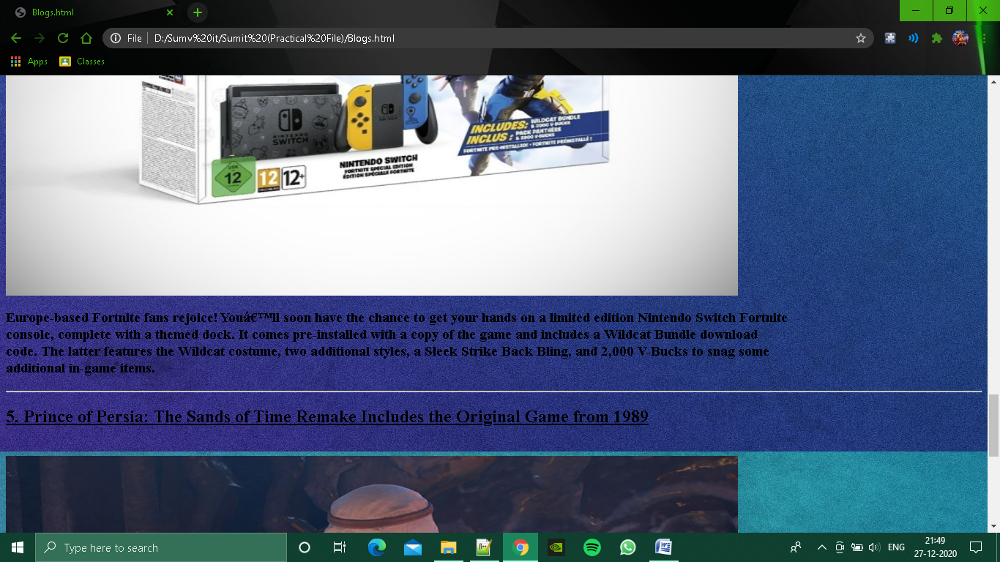 Blogs.html
File D:/Sumv%20it/Sumit%20(Practical%20File)/Blogs.html
Apps Classes
NINTENDO
SWITCH
INCLUDES: WILDCAT BUNDLE
& 2000 V-BUCKS
INCLUS : PACK PANTHÈRE
& 2000 V-BUCKS
FORTNITE PRE-INSTALLED! • FORTNITE PRÉINSTALLÉ !
USK
12
12 12+
NINTENDO SWITCH
FORTNITE SPECIAL EDITION
ÉDITION SPÉCIALE FORTNITE
Europe-based Fortnite fans rejoice! Youâ€™ll soon have the chance to get your hands on a limited edition Nintendo Switch Fortnite
console, complete with a themed dock. It comes pre-installed with a copy of the game and includes a Wildcat Bundle download
code. The latter features the Wildcat costume, two additional styles, a Sleek Strike Back Bling, and 2,000 V-Bucks to snag some
additional in-game items.
5. Prince of Persia: The Sands of Time Remake Includes the Original Game from 1989
Type here to search
ENG
21:49
27-12-2020